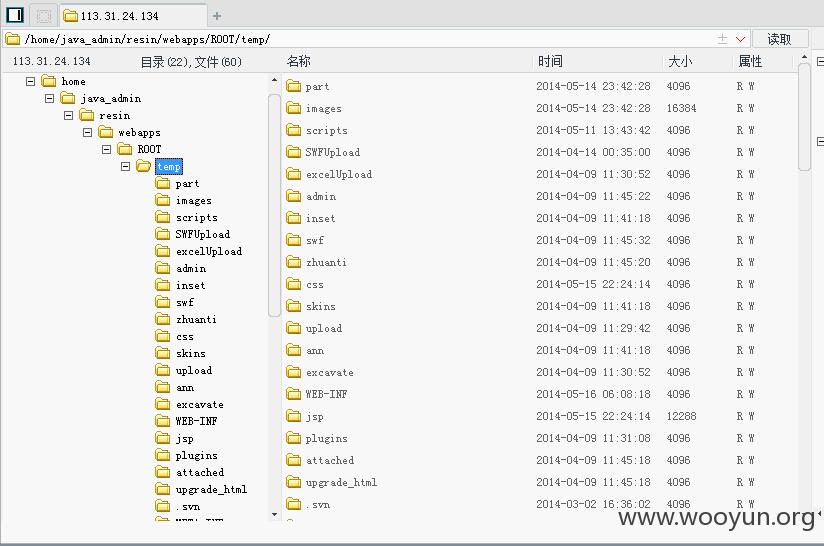 113.31.24.134
/home/java_admin/resin/webapps/ROOT/temp/ 读取
113.31.24.134 目录(22),文件(60) 名称 时间 大小 属性
home
java_admin
resin
webapps
ROOT
temp
part
images
scripts
SWFUpload
excelUpload
admin
inset
swf
zhuanti
css
skins
upload
ann
excavate
WEB-INF
jsp
plugins
attached
upgrade_html
.svn
part 2014-05-14 23:42:28 4096 R W
images 2014-05-14 23:42:28 16384 R W
scripts 2014-05-11 13:43:42 4096 R W
SWFUpload 2014-04-14 00:35:00 4096 R W
excelUpload 2014-04-09 11:30:52 4096 R W
admin 2014-04-09 11:45:22 4096 R W
inset 2014-04-09 11:41:18 4096 R W
swf 2014-04-09 11:45:32 4096 R W
zhuanti 2014-04-09 11:45:20 4096 R W
css 2014-05-15 22:24:14 4096 R W
skins 2014-04-09 11:41:18 4096 R W
upload 2014-04-09 11:29:42 4096 R W
ann 2014-04-09 11:41:18 4096 R W
excavate 2014-04-09 11:30:52 4096 R W
WEB-INF 2014-05-16 06:08:18 4096 R W
jsp 2014-05-15 22:24:14 12288 R W
plugins 2014-04-09 11:31:08 4096 R W
attached 2014-04-09 11:45:18 4096 R W
upgrade_html 2014-04-09 11:45:18 4096 R W
.svn 2014-03-02 16:36:02 4096 R W
www.wooyun.org